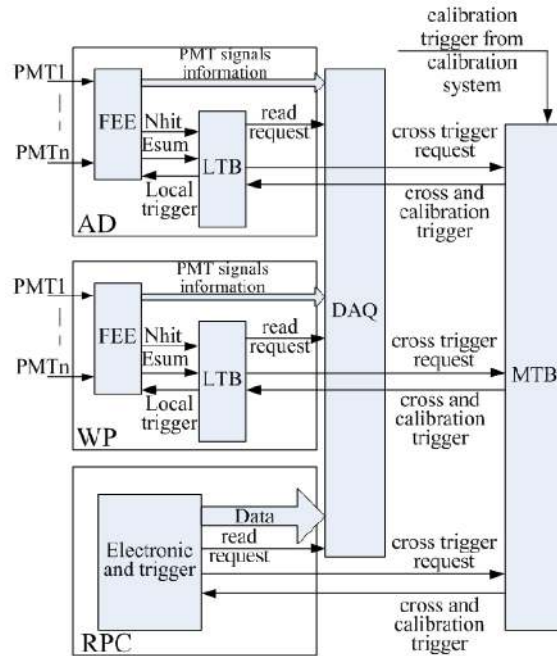 calibration
trigger from
calibration
system
PMT signals
information
PMT1
FEE
Nhit
Esum
PMTn
Local
trigger
LTB
read
request
AD
cross trigger
request
cross and
calibration
trigger
PMT signals
information
PMT1
FEE
Nhit
Esum
PMTn
Local
trigger
LTB
read
request
WP
DAQ
cross trigger
request
cross and
calibration
trigger
MTB
Data
Electronic
and trigger
read
request
RPC
cross trigger
request
cross and
calibration
trigger